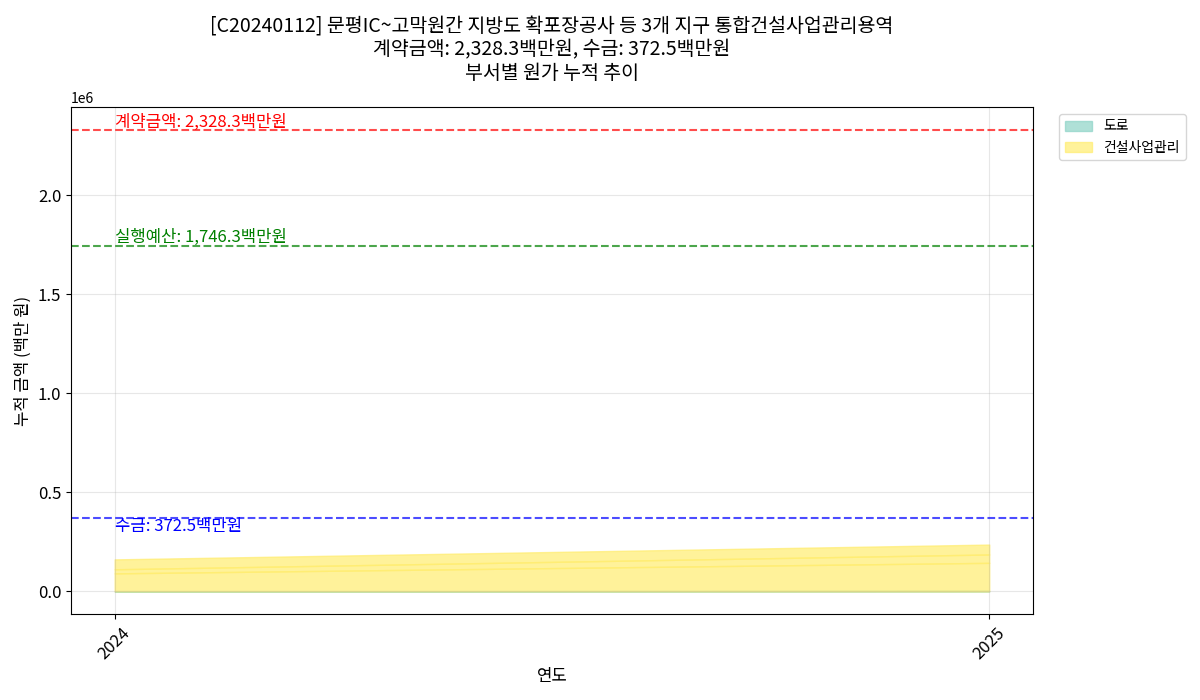 [C20240112] 문평IC~고막원간 지방도 확포장공사 등 3개 지구 통합건설사업관리용역
계약금액: 2,328.3백만원, 수금: 372.5백만원
부서별 원가 누적 추이
1e6
계약금액: 2,328.3백만원
도로
건설사업관리
2.0
실행예산: 1,746.3백만원
1.5
누적 금액 (백만 원)
1.0
0.5
수금: 372.5백만원
0.0
2024
2025
연도